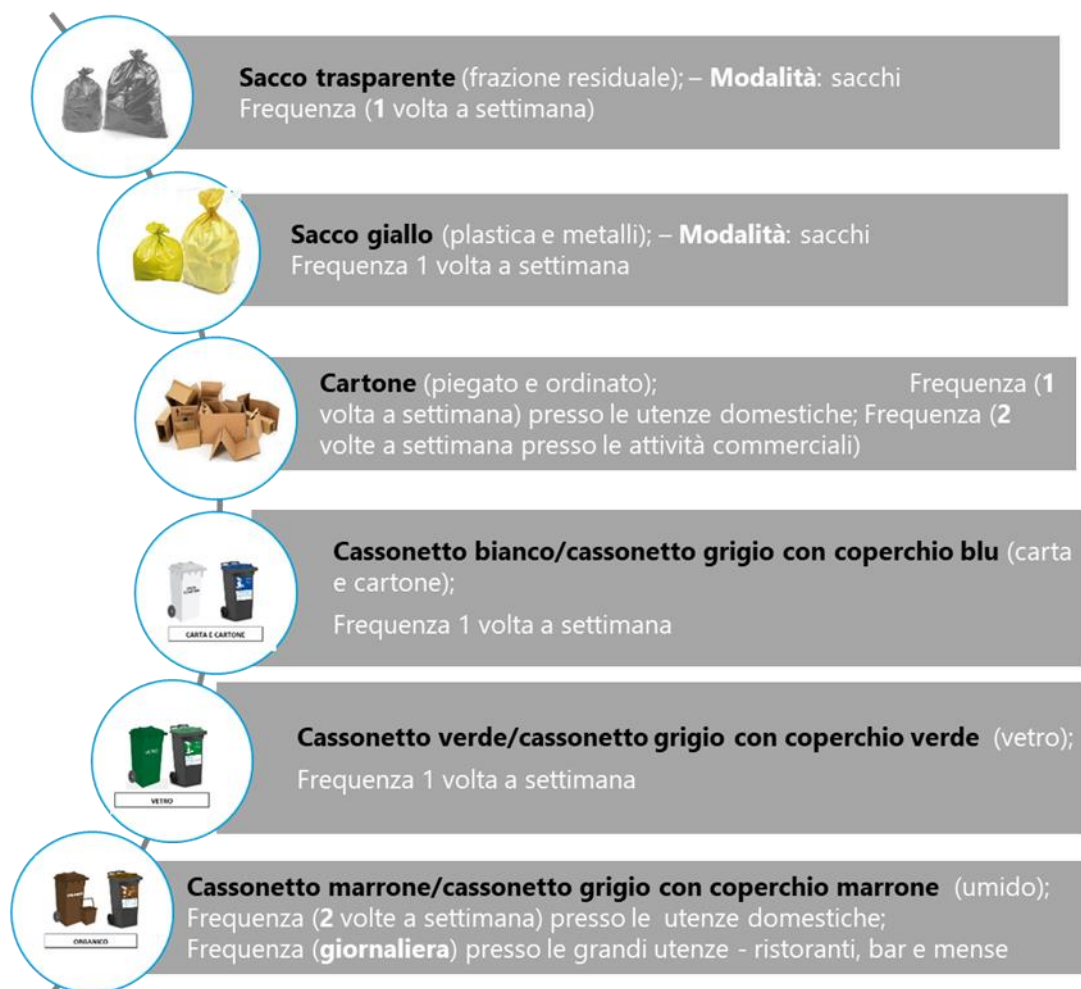 Sacco trasparente (frazione residuale); – Modalità: sacchi
Frequenza (1 volta a settimana)
Sacco giallo (plastica e metalli); – Modalità: sacchi
Frequenza 1 volta a settimana
Cartone (piegato e ordinato); Frequenza (1
volta a settimana) presso le utenze domestiche; Frequenza (2
volte a settimana presso le attività commerciali)
Cassonetto bianco/cassonetto grigio con coperchio blu (carta
e cartone);
Frequenza 1 volta a settimana
CARTA E CARTONE
Cassonetto verde/cassonetto grigio con coperchio verde (vetro);
Frequenza 1 volta a settimana
VETRO
Cassonetto marrone/cassonetto grigio con coperchio marrone (umido);
Frequenza (2 volte a settimana) presso le utenze domestiche;
Frequenza (giornaliera) presso le grandi utenze - ristoranti, bar e mense
ORGANICO